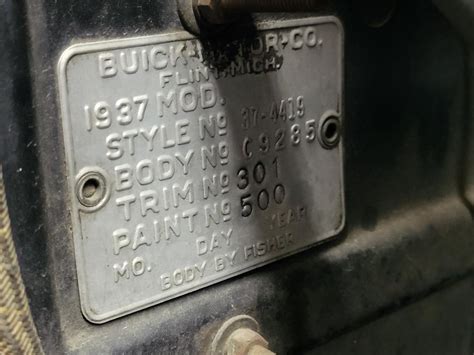 BUICK MOTOR CO.
FLINT, MICH.
1937 MOD.
STYLE No 37-4419
BODY No C9285
TRIM No 301
PAINT No 500
MO. DAY YEAR
BODY BY FISHER